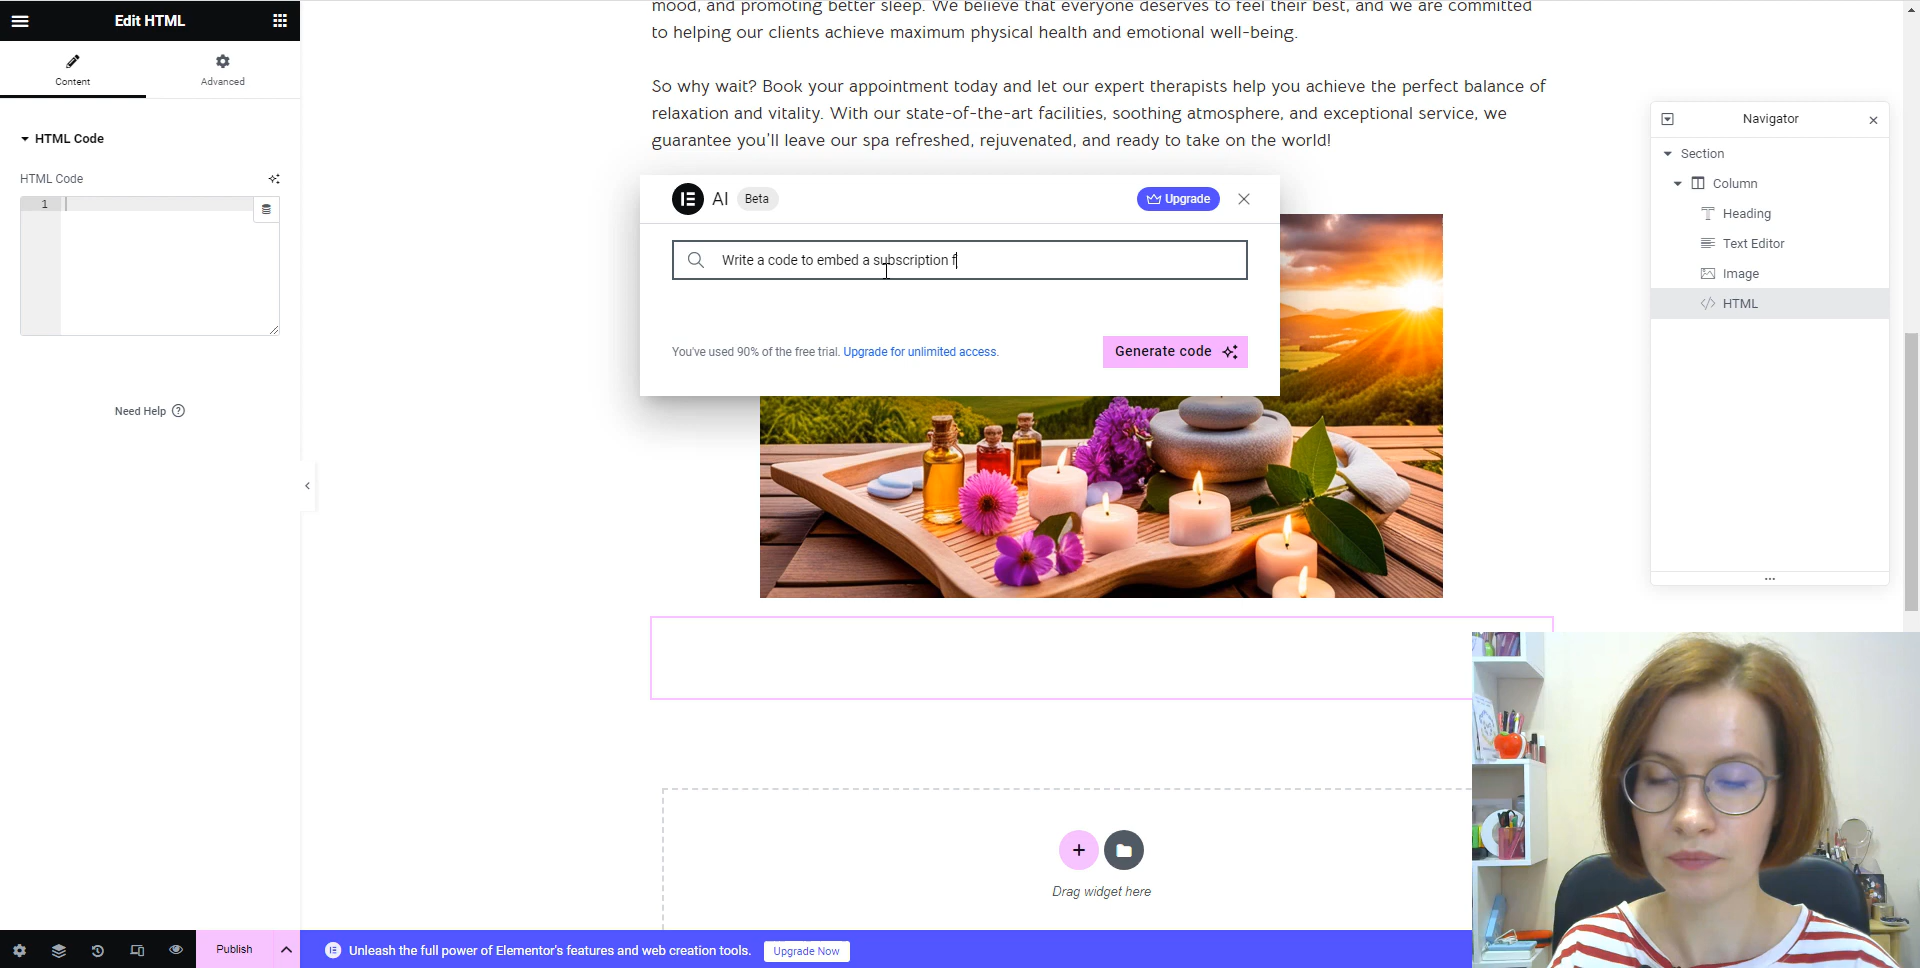 Edit HTML
Content
Advanced
HTML Code
HTML Code
1
Need Help
Publish
mood, and promoting better sleep. We believe that everyone deserves to feel their best, and we are committed
to helping our clients achieve maximum physical health and emotional well-being.
So why wait? Book your appointment today and let our expert therapists help you achieve the perfect balance of
relaxation and vitality. With our state-of-the-art facilities, soothing atmosphere, and exceptional service, we
guarantee you'll leave our spa refreshed, rejuvenated, and ready to take on the world!
AI Beta
Upgrade
Write a code to embed a subscription f
You've used 90% of the free trial. Upgrade for unlimited access.
Generate code
Drag widget here
Unleash the full power of Elementor's features and web creation tools.
Upgrade Now
Navigator
Section
Column
Heading
Text Editor
Image
HTML